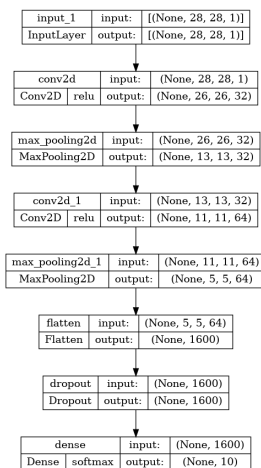 input_1 input: [(None, 28, 28, 1)]
InputLayer output: [(None, 28, 28, 1)]
conv2d input: (None, 28, 28, 1)
Conv2D relu output: (None, 26, 26, 32)
max_pooling2d input: (None, 26, 26, 32)
MaxPooling2D output: (None, 13, 13, 32)
conv2d_1 input: (None, 13, 13, 32)
Conv2D relu output: (None, 11, 11, 64)
max_pooling2d_1 input: (None, 11, 11, 64)
MaxPooling2D output: (None, 5, 5, 64)
flatten input: (None, 5, 5, 64)
Flatten output: (None, 1600)
dropout input: (None, 1600)
Dropout output: (None, 1600)
dense input: (None, 1600)
Dense softmax output: (None, 10)